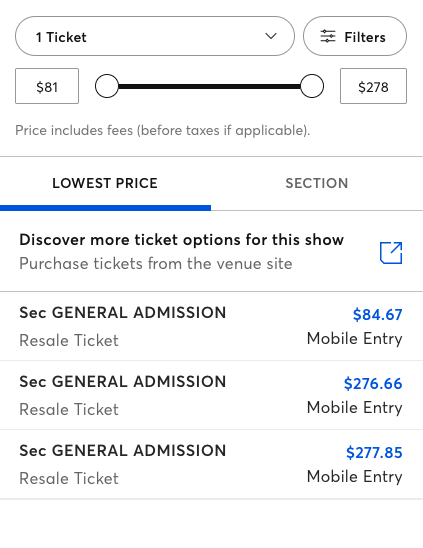 1 Ticket
Filters
$81
$278
Price includes fees (before taxes if applicable).
LOWEST PRICE
SECTION
Discover more ticket options for this show
Purchase tickets from the venue site
Sec GENERAL ADMISSION
$84.67
Resale Ticket
Mobile Entry
Sec GENERAL ADMISSION
$276.66
Resale Ticket
Mobile Entry
Sec GENERAL ADMISSION
$277.85
Resale Ticket
Mobile Entry